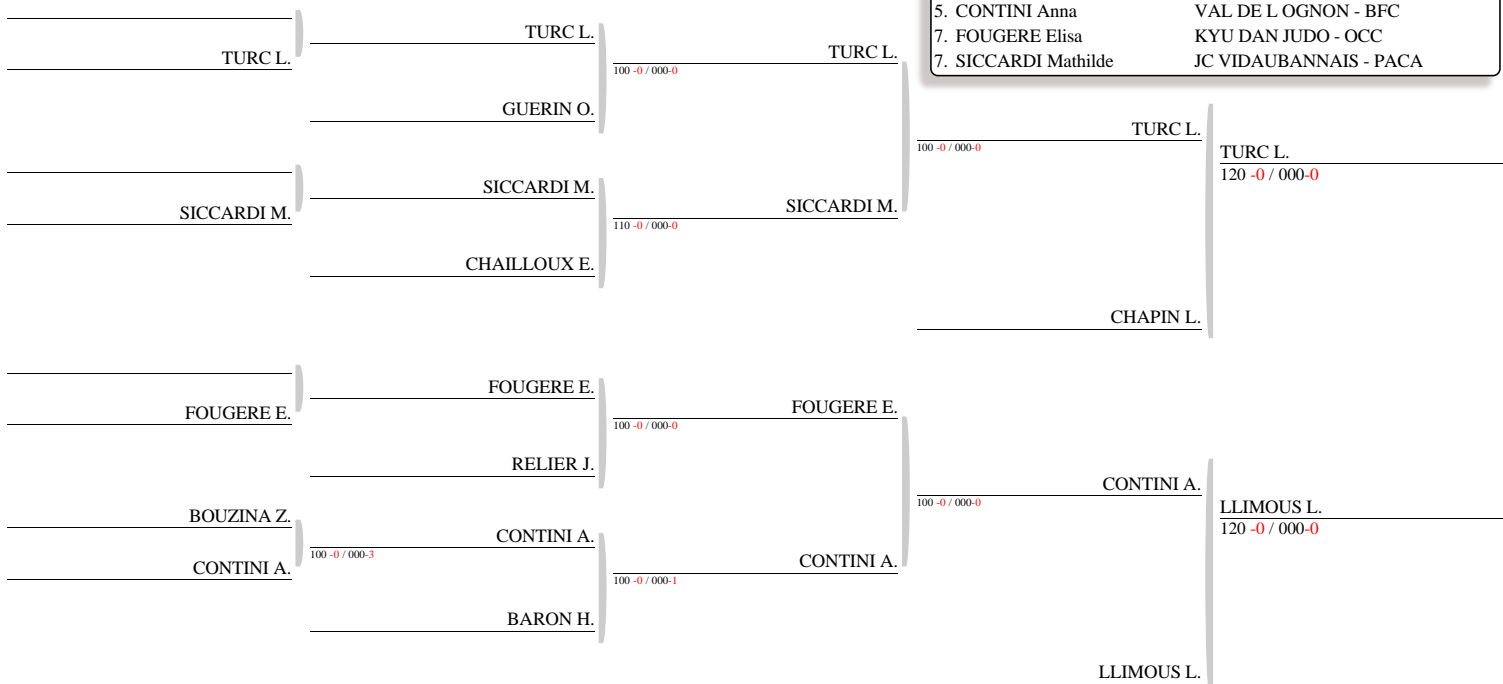 5. CONTINI Anna VAL DE L OGNON - BFC
7. FOUGERE Elisa KYU DAN JUDO - OCC
7. SICCARDI Mathilde JC VIDAUBANNAIS - PACA
TURC L.
SICCARDI M.
FOUGERE E.
BOUZINA Z.
CONTINI A.
TURC L.
GUERIN O.
SICCARDI M.
CHAILLOUX E.
FOUGERE E.
RELIER J.
CONTINI A.
100 -0 / 000-3
BARON H.
TURC L.
100 -0 / 000-0
SICCARDI M.
110 -0 / 000-0
FOUGERE E.
100 -0 / 000-0
CONTINI A.
100 -0 / 000-1
TURC L.
100 -0 / 000-0
CHAPIN L.
CONTINI A.
100 -0 / 000-0
LLIMOUS L.
TURC L.
120 -0 / 000-0
LLIMOUS L.
120 -0 / 000-0